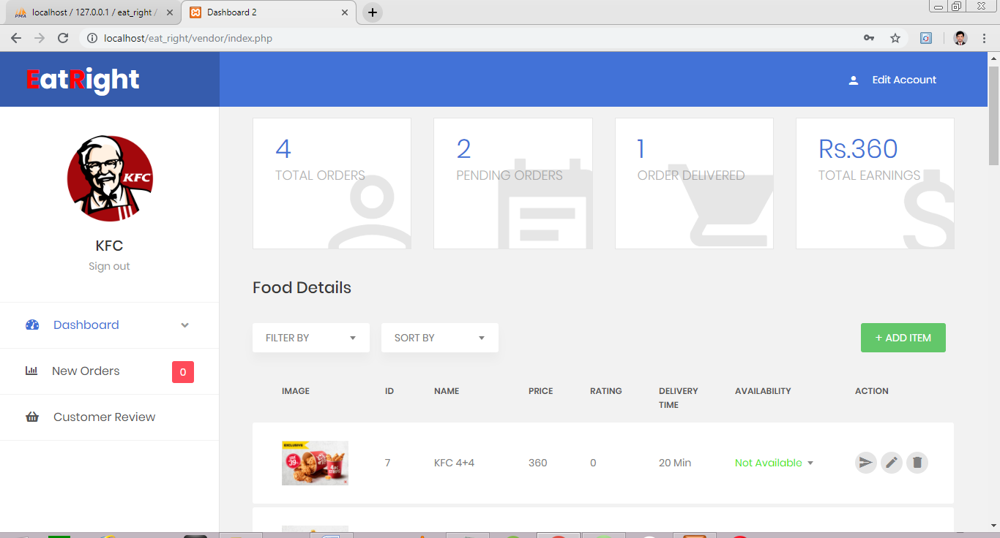 localhost / 127.0.0.1 / eat_right /
Dashboard 2
localhost/eat_right/vendor/index.php
EatRight
Edit Account
KFC
KFC
Sign out
Dashboard
New Orders
0
Customer Review
4
TOTAL ORDERS
2
PENDING ORDERS
1
ORDER DELIVERED
Rs.360
TOTAL EARNINGS
Food Details
FILTER BY
SORT BY
+ ADD ITEM
IMAGE
ID
NAME
PRICE
RATING
DELIVERY
TIME
AVAILABILITY
ACTION
EXCLUSIVE
7
KFC 4+4
360
0
20 Min
Not Available